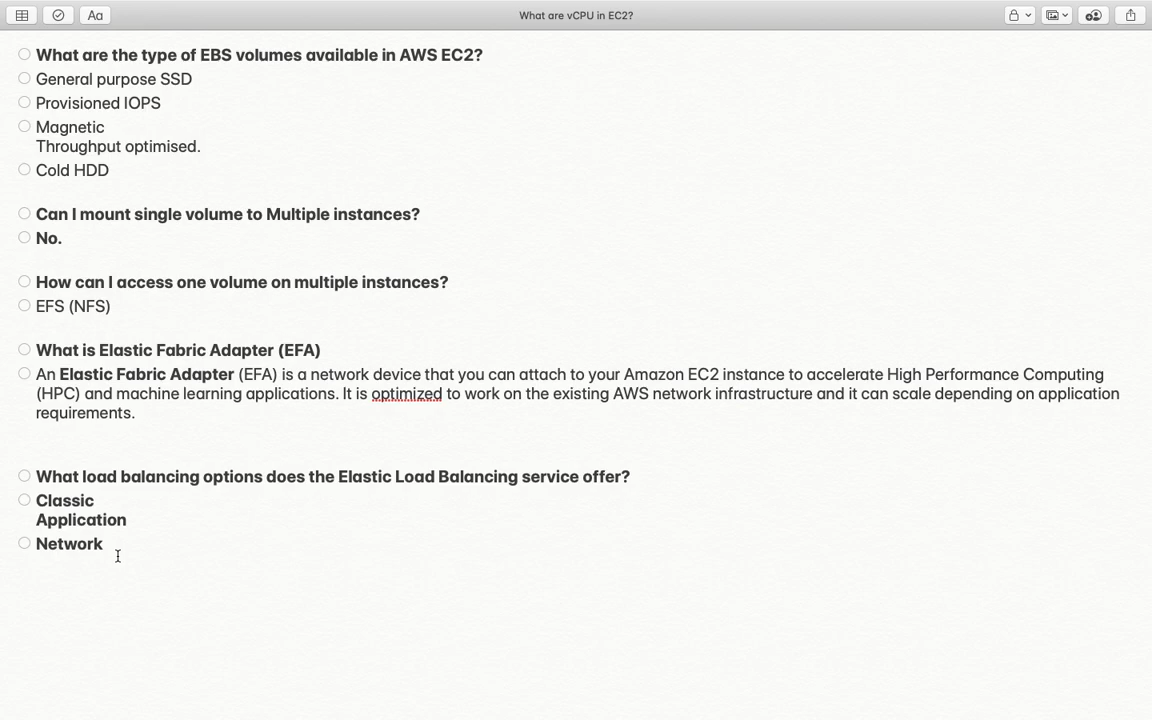 Aa
What are vCPU in EC2?
What are the type of EBS volumes available in AWS EC2?
General purpose SSD
Provisioned IOPS
Magnetic
Throughput optimised.
Cold HDD
Can I mount single volume to Multiple instances?
No.
How can I access one volume on multiple instances?
EFS (NFS)
What is Elastic Fabric Adapter (EFA)
An Elastic Fabric Adapter (EFA) is a network device that you can attach to your Amazon EC2 instance to accelerate High Performance Computing
(HPC) and machine learning applications. It is optimized to work on the existing AWS network infrastructure and it can scale depending on application
requirements.
What load balancing options does the Elastic Load Balancing service offer?
Classic
Application
Network